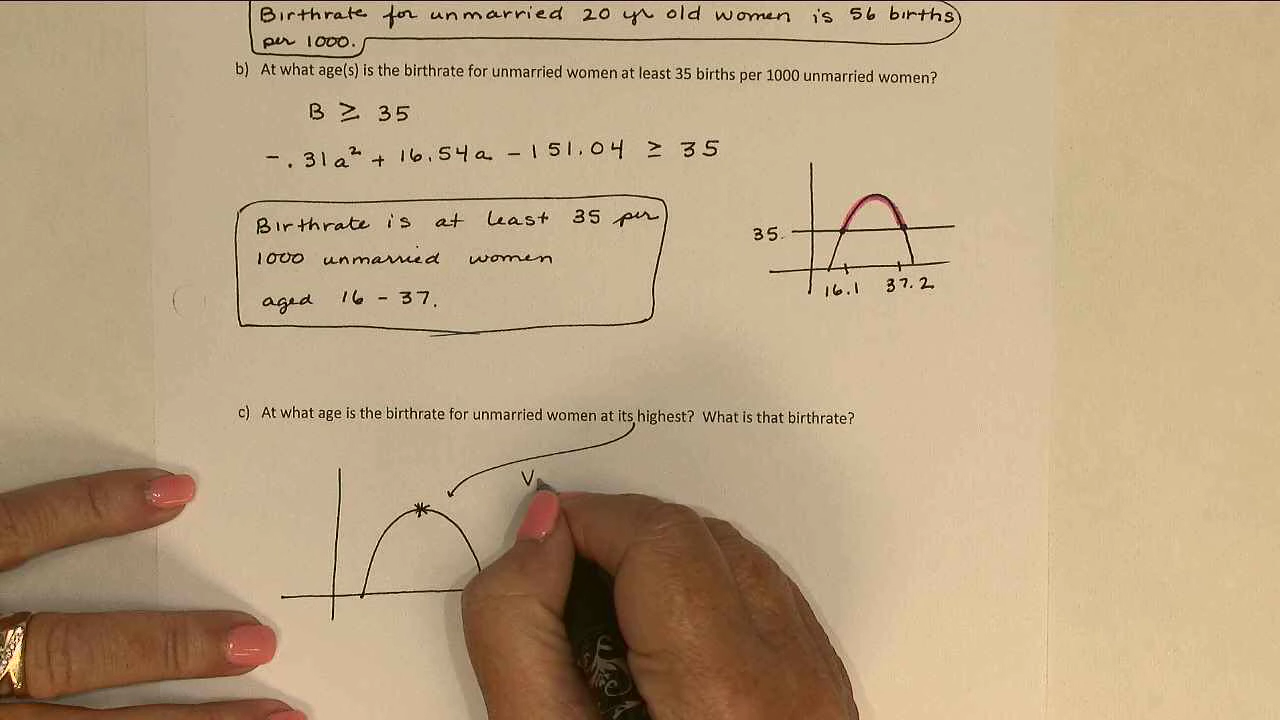 Birthrate for unmarried 20 yr old women is 56 births
per 1000.
b) At what age(s) is the birthrate for unmarried women at least 35 births per 1000 unmarried women?
B ≥ 35
-.31a² + 16.54a - 151.04 ≥ 35
Birthrate is at least 35 per
1000 unmarried women
aged 16 - 37.
35
16.1 37.2
c) At what age is the birthrate for unmarried women at its highest? What is that birthrate?
V